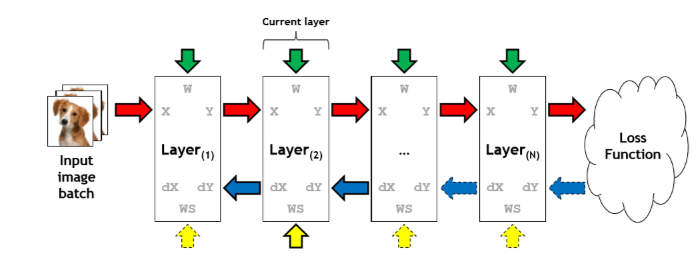 Current layer
W W W W
X Y X Y X Y X Y
Layer(1) Layer(2) ... Layer(N)
Loss
Function
Input
image
batch
dX dY dX dY dX dY dX dY
WS WS WS WS